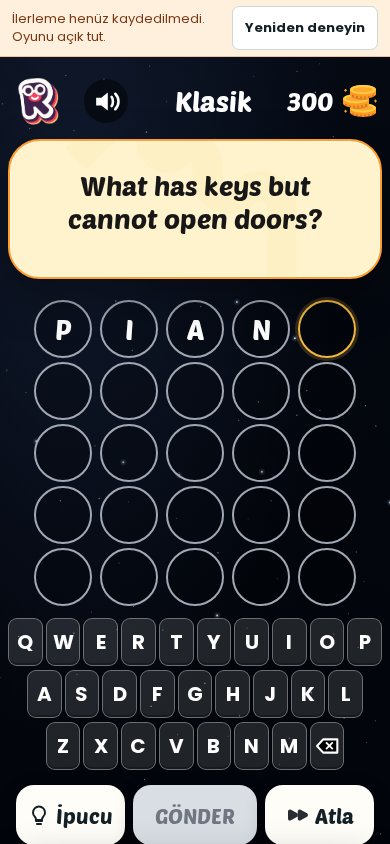 İlerleme henüz kaydedilmedi.
Oyunu açık tut.
Yeniden deneyin
R
Klasik
300
What has keys but
cannot open doors?
P I A N
Q W E R T Y U I O P
A S D F G H J K L
Z X C V B N M
İpucu
GÖNDER
Atla